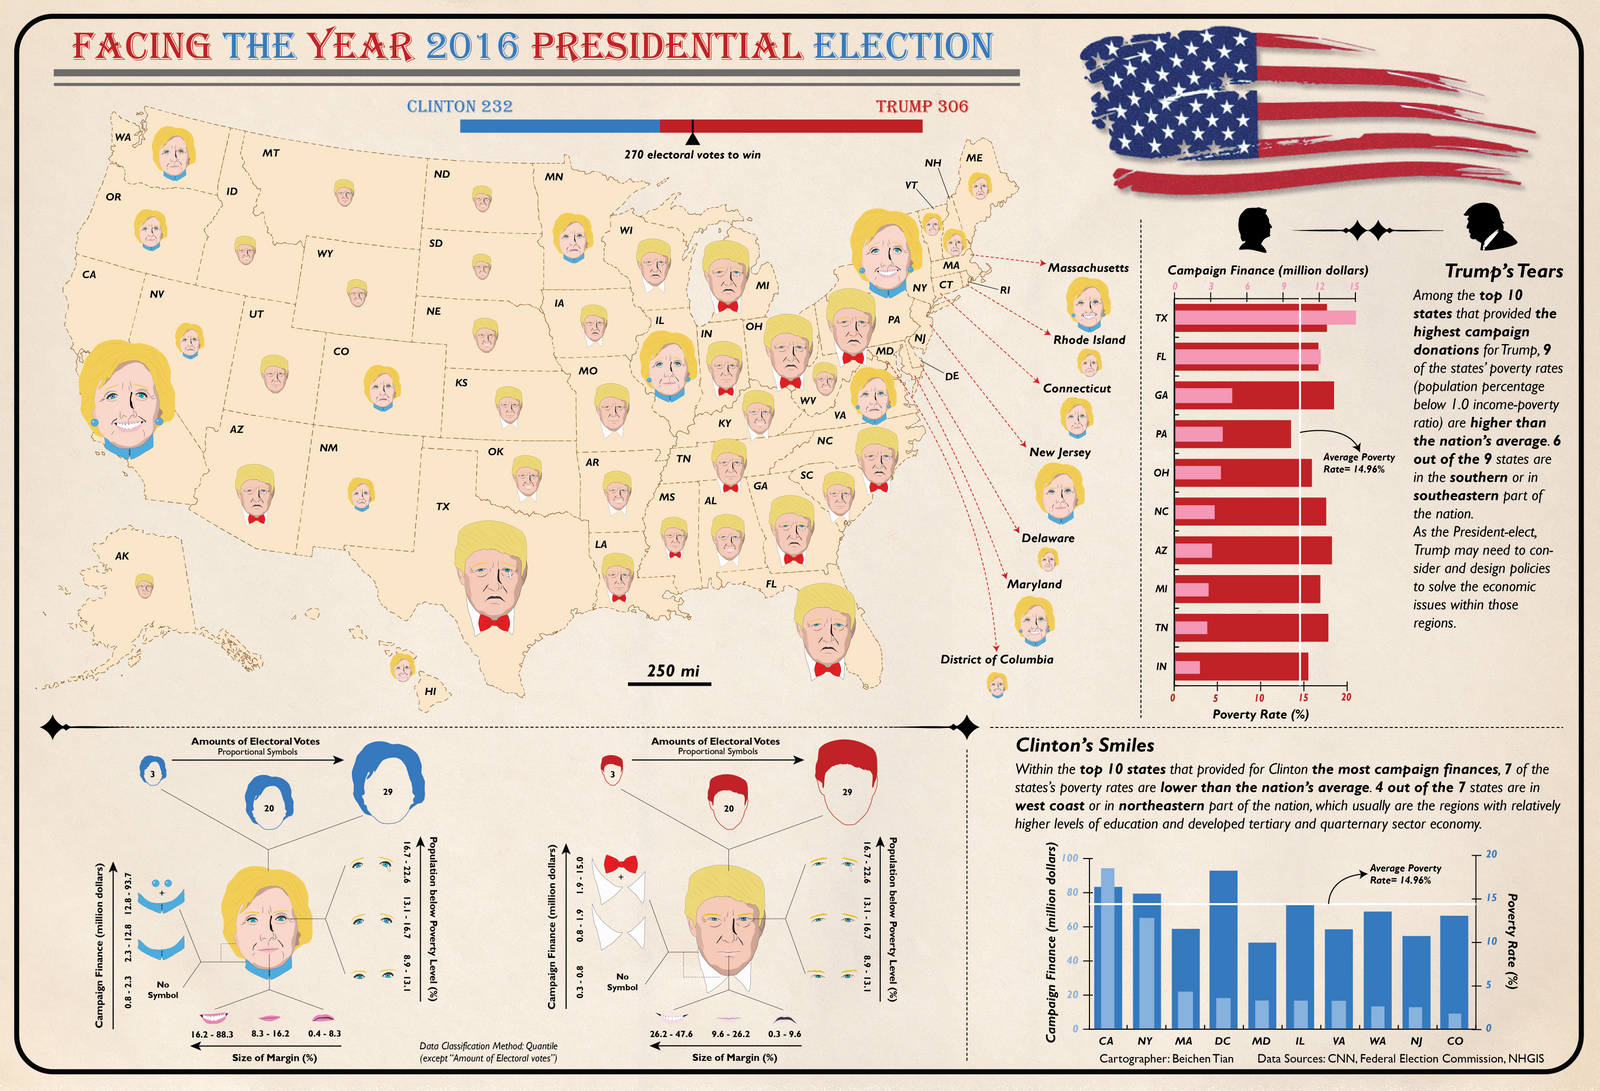 FACING THE YEAR 2016 PRESIDENTIAL ELECTION
CLINTON 232
TRUMP 306
270 electoral votes to win
WA
MT
ND
MN
NH
ME
VT
OR
ID
SD
WI
WY
CA
NV
NE
IA
MI
MA
NY
CT
RI
UT
IL
IN
OH
PA
NJ
CO
MD
DE
KS
MO
WV
VA
KY
AZ
NM
OK
AR
TN
NC
SC
MS
AL
GA
TX
LA
FL
AK
HI
Massachusetts
Rhode Island
Connecticut
New Jersey
Delaware
Maryland
District of Columbia
250 mi
Campaign Finance (million dollars)
0 3 6 9 12 15
TX
FL
GA
PA
OH
NC
AZ
MI
TN
IN
Average Poverty
Rate= 14.96%
0 5 10 15 20
Poverty Rate (%)
Trump's Tears
Among the top 10
states that provided the
highest campaign
donations for Trump, 9
of the states' poverty rates
(population percentage
below 1.0 income-poverty
ratio) are higher than
the nation's average. 6
out of the 9 states are
in the southern or in
southeastern part of
the nation.
As the President-elect,
Trump may need to con-
sider and design policies
to solve the economic
issues within those
regions.
Amounts of Electoral Votes
Proportional Symbols
3
20
29
Campaign Finance (million dollars)
12.8 - 93.7
2.3 - 12.8
0.8 - 2.3
+
No
Symbol
16.7 - 22.6
13.1 - 16.7
8.9 - 13.1
Population below Poverty Level (%)
16.2 - 88.3
8.3 - 16.2
0.4 - 8.3
Size of Margin (%)
Amounts of Electoral Votes
Proportional Symbols
3
20
29
Campaign Finance (million dollars)
1.9 - 15.0
0.8 - 1.9
0.3 - 0.8
+
No
Symbol
16.7 - 22.6
13.1 - 16.7
8.9 - 13.1
Population below Poverty Level (%)
26.2 - 47.6
9.6 - 26.2
0.3 - 9.6
Size of Margin (%)
Data Classification Method: Quantile
(except "Amount of Electoral votes")
Clinton's Smiles
Within the top 10 states that provided for Clinton the most campaign finances, 7 of the
states's poverty rates are lower than the nation's average. 4 out of the 7 states are in
west coast or in northeastern part of the nation, which usually are the regions with relatively
higher levels of education and developed tertiary and quarternary sector economy.
Campaign Finance (million dollars)
100
80
60
40
20
0
Average Poverty
Rate= 14.96%
20
15
10
5
0
Poverty Rate (%)
CA NY MA DC MD IL VA WA NJ CO
Cartographer: Beichen Tian
Data Sources: CNN, Federal Election Commission, NHGIS